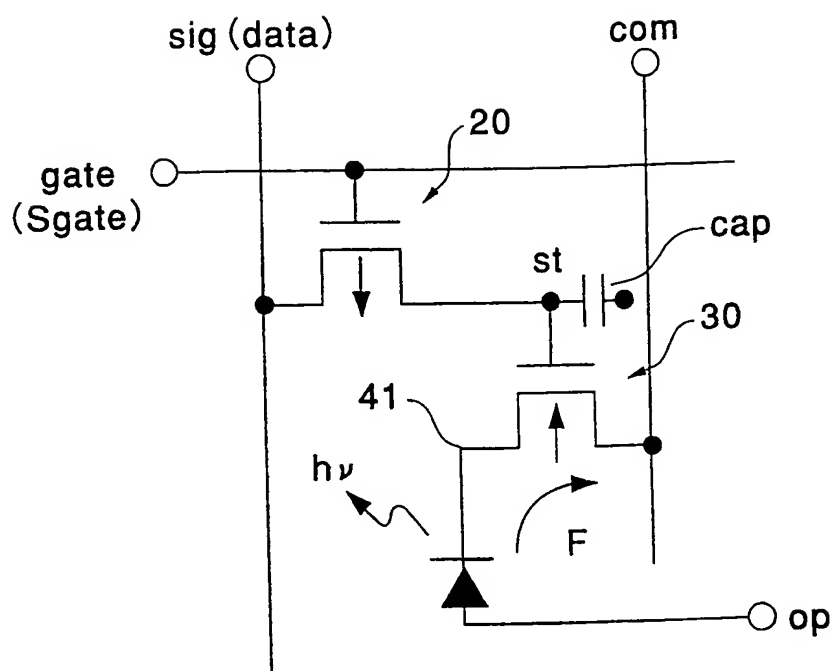 sig (data)
com
20
gate
(Sgate)
cap
st
30
41
hν
F
op